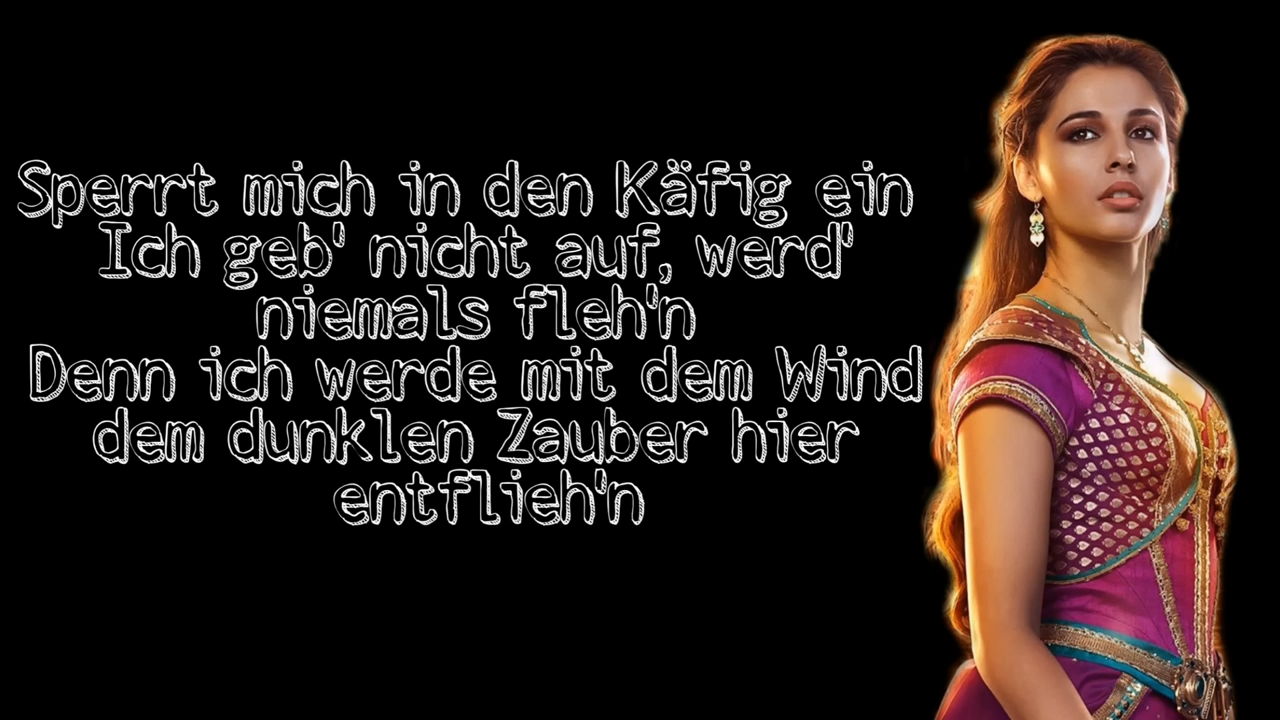 Sperrt mich in den Käfig ein
Ich geb' nicht auf, werd'
niemals fleh'n
Denn ich werde mit dem Wind
dem dunklen Zauber hier
entflieh'n